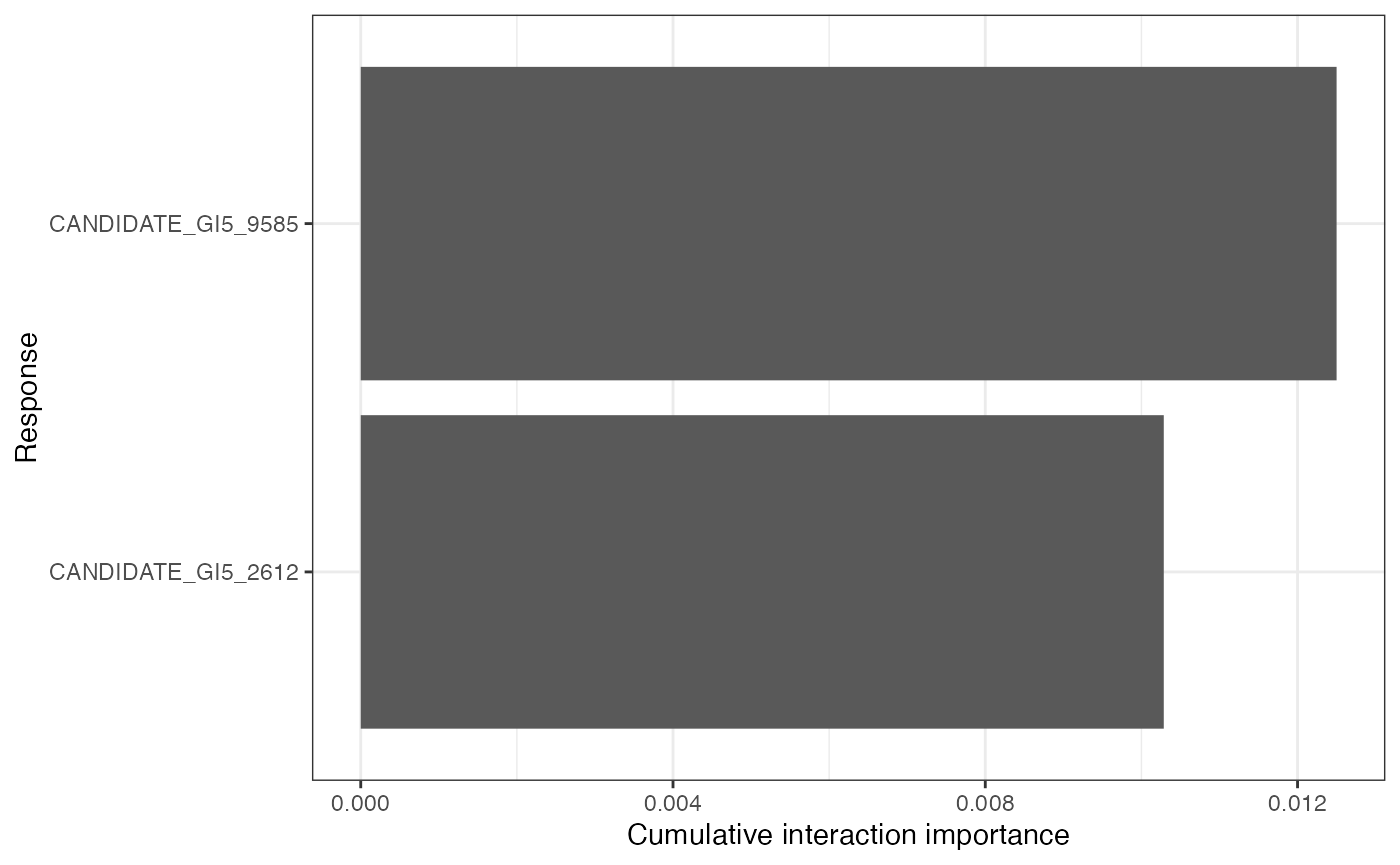 Response
CANDIDATE_GI5_9585
CANDIDATE_GI5_2612
0.000 0.004 0.008 0.012
Cumulative interaction importance